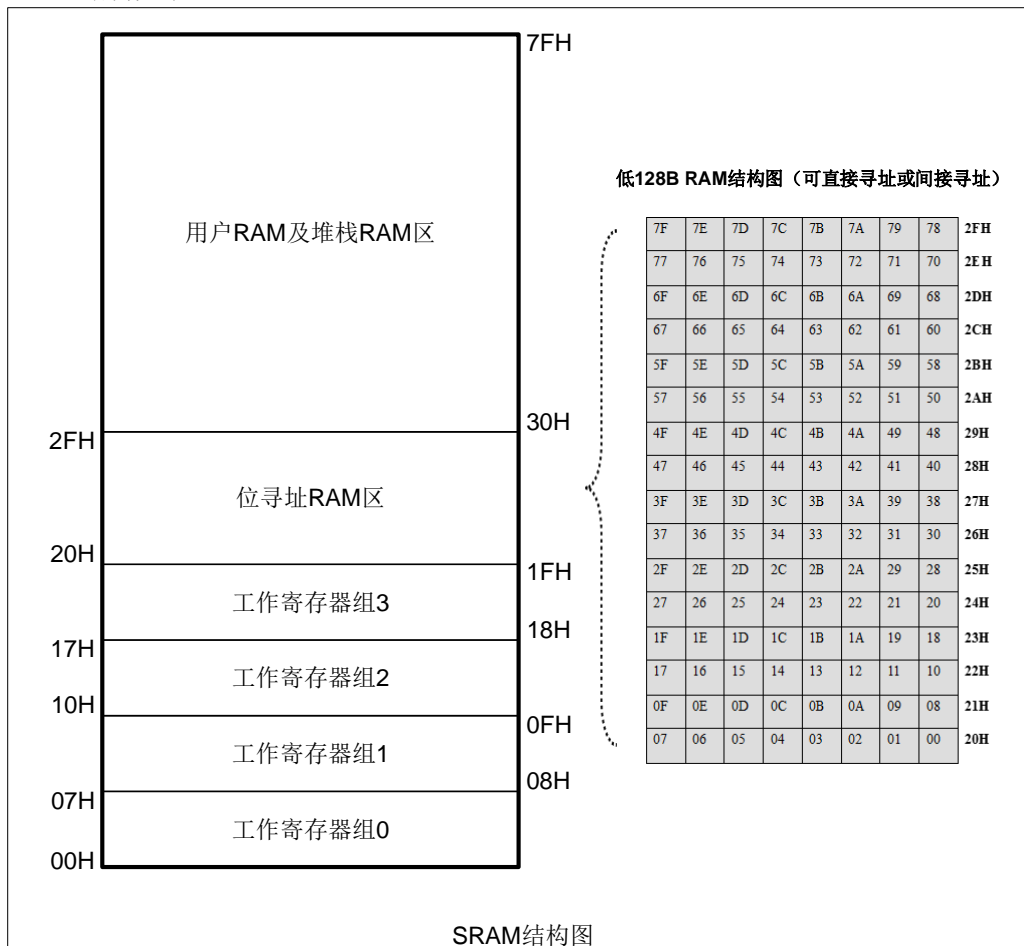 7FH
用户RAM及堆栈RAM区
30H
2FH
位寻址RAM区
20H
1FH
工作寄存器组3
18H
17H
工作寄存器组2
10H
0FH
工作寄存器组1
08H
07H
工作寄存器组0
00H
低128B RAM结构图（可直接寻址或间接寻址）
7F 7E 7D 7C 7B 7A 79 78 2FH
77 76 75 74 73 72 71 70 2EH
6F 6E 6D 6C 6B 6A 69 68 2DH
67 66 65 64 63 62 61 60 2CH
5F 5E 5D 5C 5B 5A 59 58 2BH
57 56 55 54 53 52 51 50 2AH
4F 4E 4D 4C 4B 4A 49 48 29H
47 46 45 44 43 42 41 40 28H
3F 3E 3D 3C 3B 3A 39 38 27H
37 36 35 34 33 32 31 30 26H
2F 2E 2D 2C 2B 2A 29 28 25H
27 26 25 24 23 22 21 20 24H
1F 1E 1D 1C 1B 1A 19 18 23H
17 16 15 14 13 12 11 10 22H
0F 0E 0D 0C 0B 0A 09 08 21H
07 06 05 04 03 02 01 00 20H
SRAM结构图